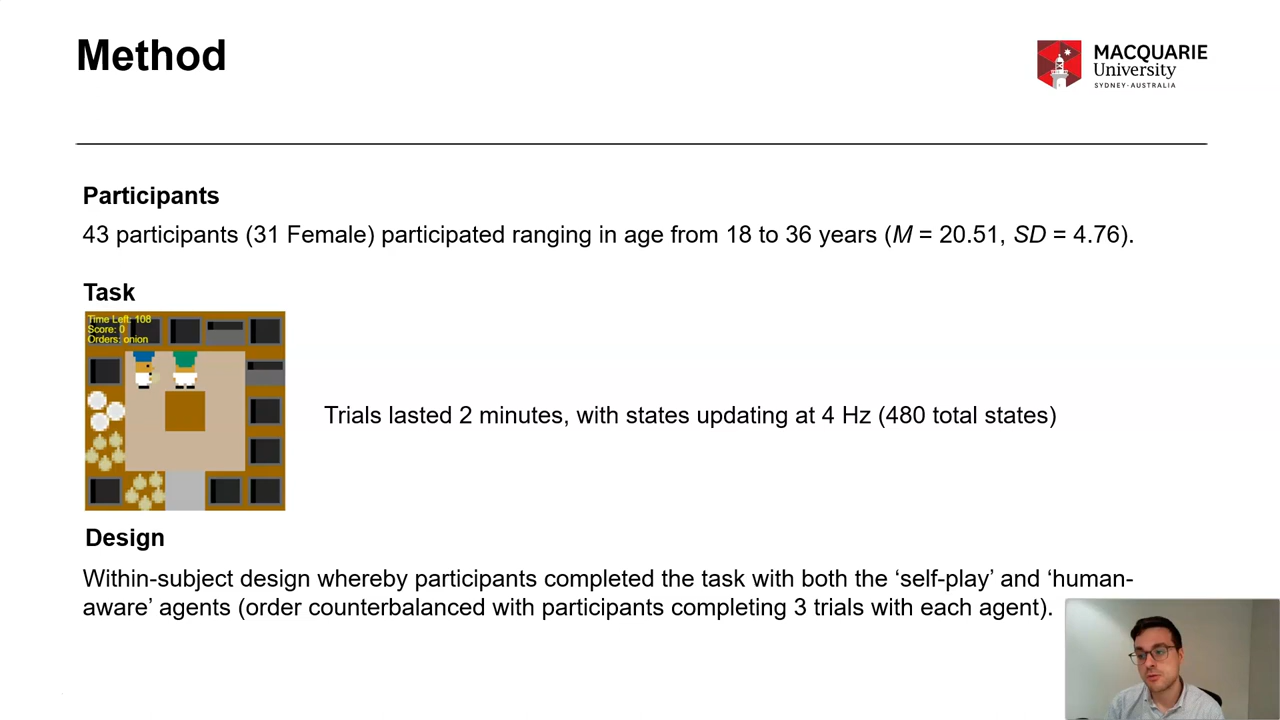 Method
MACQUARIE
University
SYDNEY·AUSTRALIA
Participants
43 participants (31 Female) participated ranging in age from 18 to 36 years (M = 20.51, SD = 4.76).
Task
Time Left: 108
Score: 0
Orders: onion
Trials lasted 2 minutes, with states updating at 4 Hz (480 total states)
Design
Within-subject design whereby participants completed the task with both the ‘self-play’ and ‘human-
aware’ agents (order counterbalanced with participants completing 3 trials with each agent).